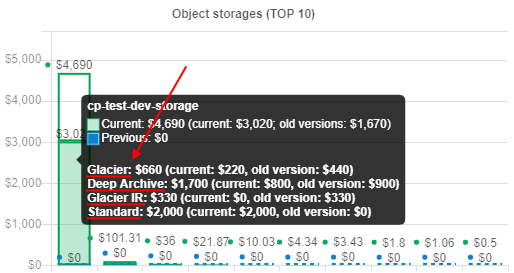 Object storages (TOP 10)
$5,000
$4,690
$4,000
cp-test-dev-storage
Current: $4,690 (current: $3,020; old versions: $1,670)
$3,000
Previous: $0
Glacier: $660 (current: $220, old version: $440)
$2,000
Deep Archive: $1,700 (current: $800, old version: $900)
Glacier IR: $330 (current: $0, old version: $330)
Standard: $2,000 (current: $2,000, old version: $0)
$1,000
$101.31 $36 $21.87 $10.03 $4.34 $3.43 $1.8 $1.06 $0.5
$0 $0 $0 $0 $0 $0 $0 $0 $0 $0
$0